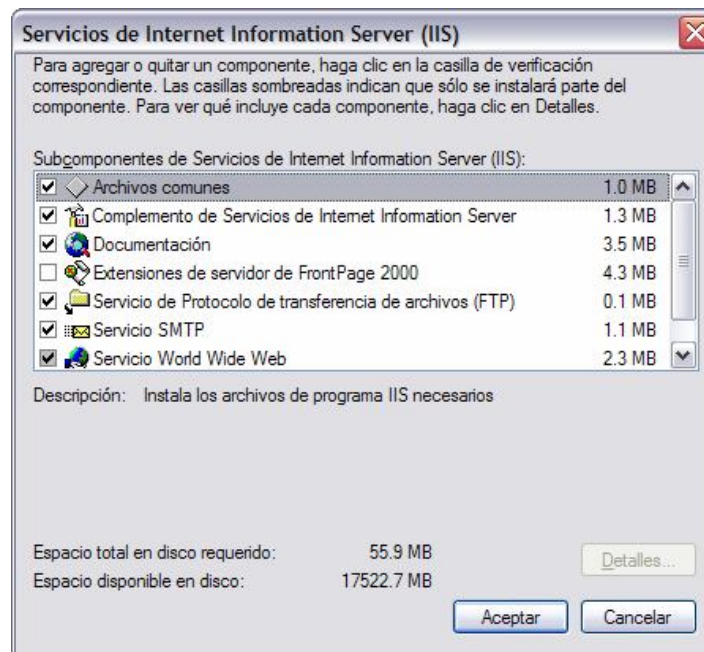 Servicios de Internet Information Server (IIS)
Para agregar o quitar un componente, haga clic en la casilla de verificación
correspondiente. Las casillas sombreadas indican que sólo se instalará parte del
componente. Para ver qué incluye cada componente, haga clic en Detalles.
Subcomponentes de Servicios de Internet Information Server (IIS):
Archivos comunes 1.0 MB
Complemento de Servicios de Internet Information Server 1.3 MB
Documentación 3.5 MB
Extensiones de servidor de FrontPage 2000 4.3 MB
Servicio de Protocolo de transferencia de archivos (FTP) 0.1 MB
Servicio SMTP 1.1 MB
Servicio World Wide Web 2.3 MB
Descripción: Instala los archivos de programa IIS necesarios
Espacio total en disco requerido: 55.9 MB
Detalles...
Espacio disponible en disco: 17522.7 MB
Aceptar Cancelar